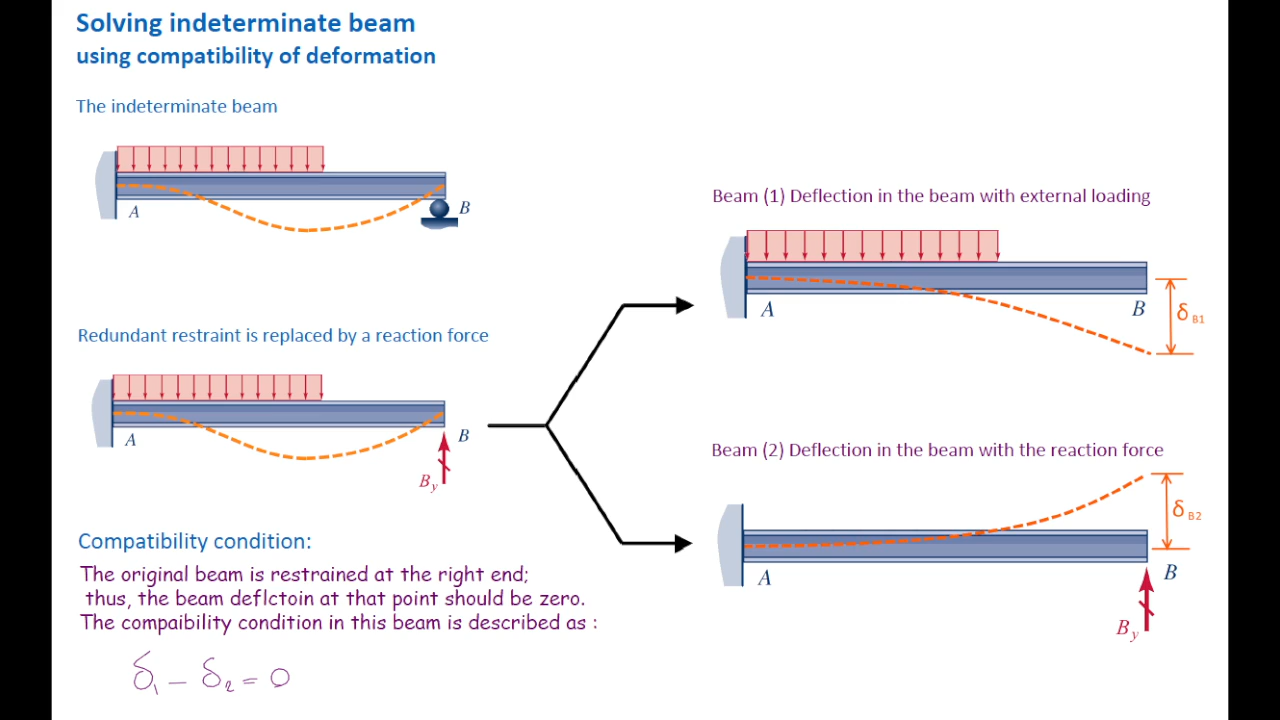 Solving indeterminate beam
using compatibility of deformation
The indeterminate beam
A
B
Redundant restraint is replaced by a reaction force
A
B
By
Compatibility condition:
The original beam is restrained at the right end;
thus, the beam deflctoin at that point should be zero.
The compaibility condition in this beam is described as :
δ1 – δ2 = 0
Beam (1) Deflection in the beam with external loading
A
B
δB1
Beam (2) Deflection in the beam with the reaction force
δB2
A
B
By